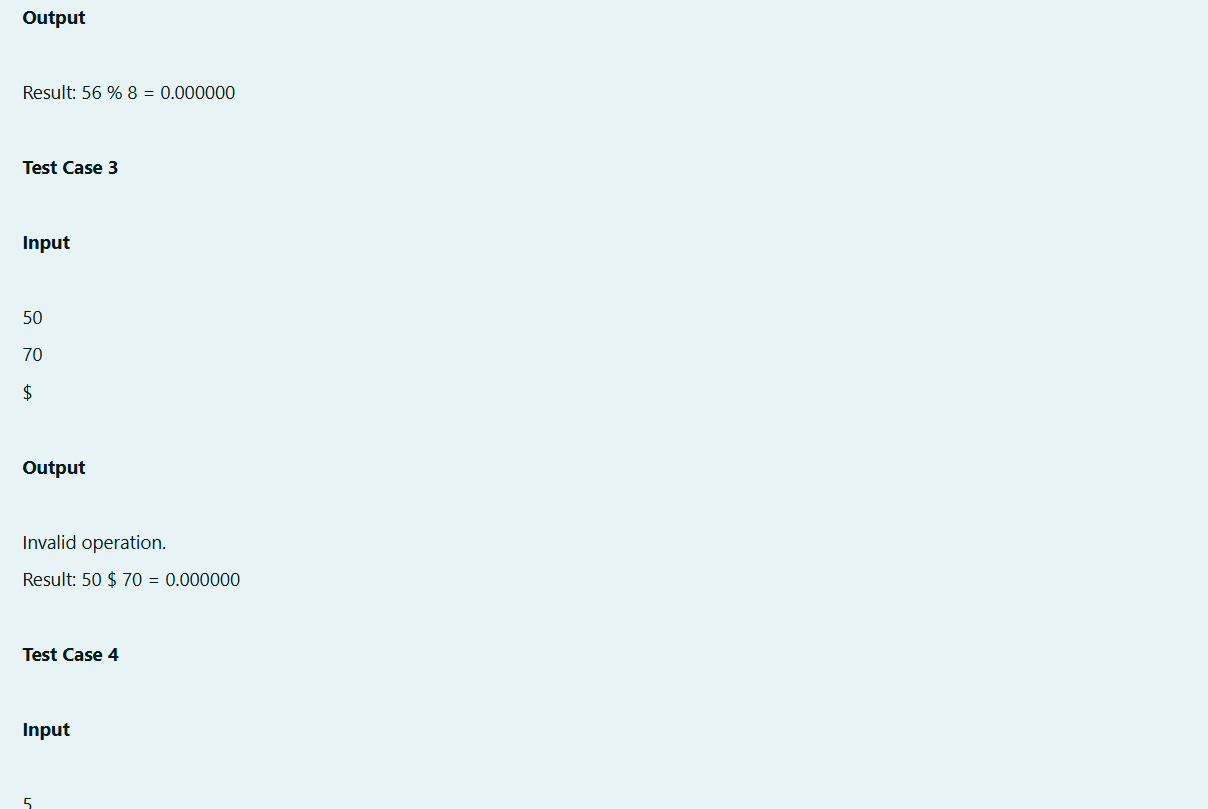 Output
Result: 56 % 8 = 0.000000
Test Case 3
Input
50
70
$
Output
Invalid operation.
Result: 50 $ 70 = 0.000000
Test Case 4
Input
5